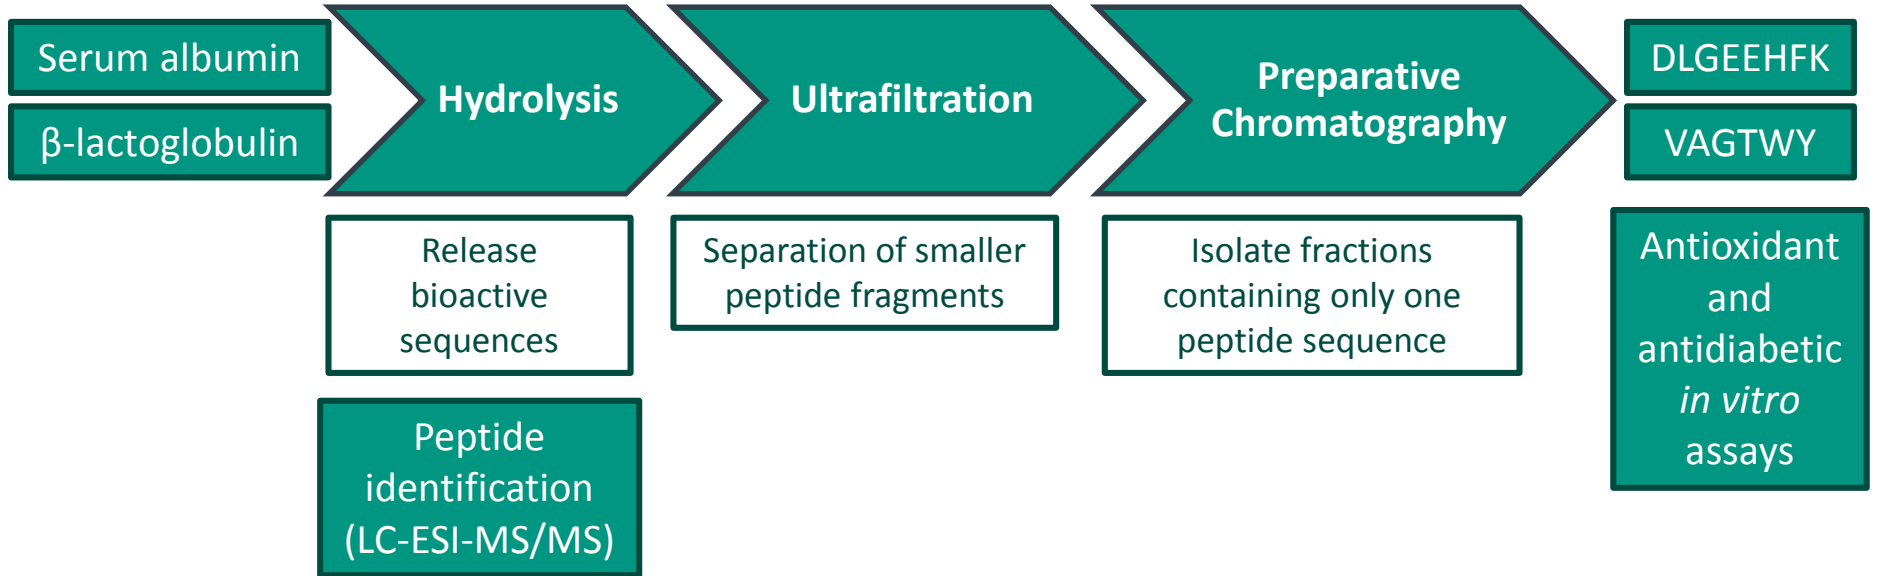 Serum albumin
β-lactoglobulin
Hydrolysis
Ultrafiltration
Preparative
Chromatography
DLGEEHFK
VAGTWY
Release
bioactive
sequences
Separation of smaller
peptide fragments
Isolate fractions
containing only one
peptide sequence
Antioxidant
and
antidiabetic
in vitro
assays
Peptide
identification
(LC-ESI-MS/MS)